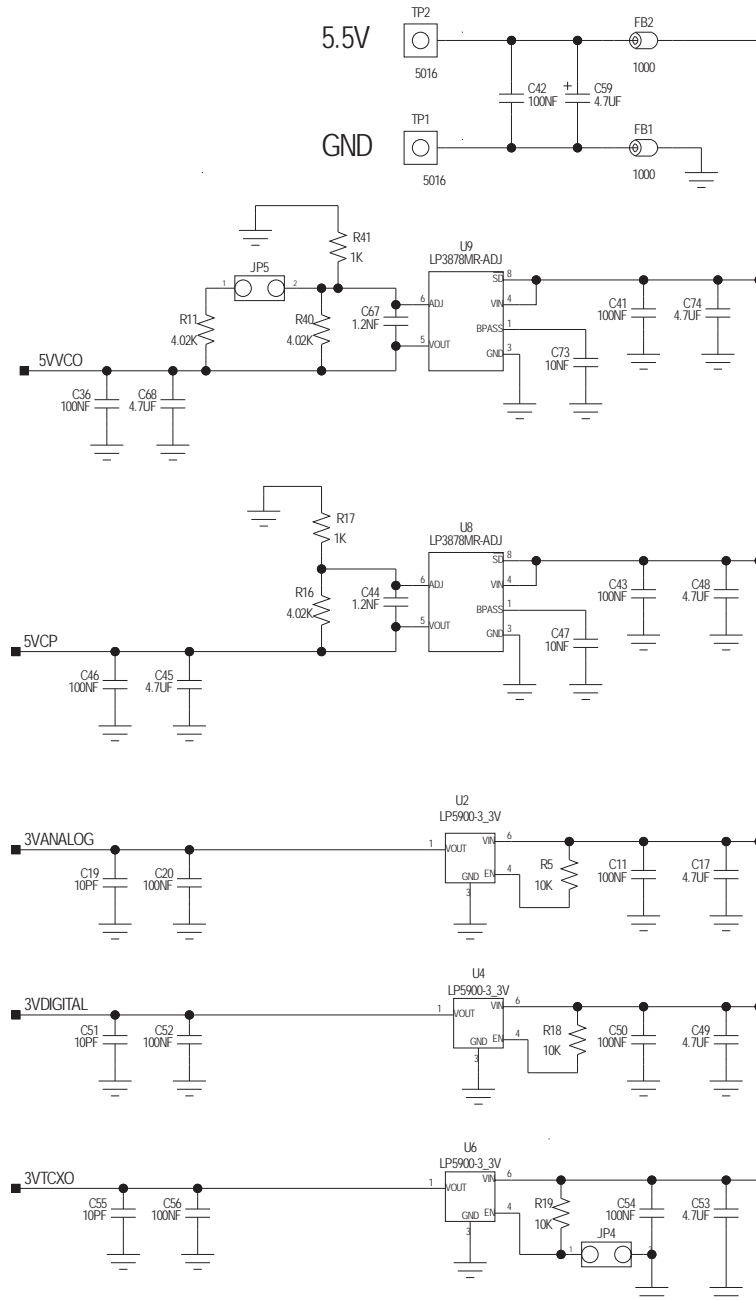 TP2
5.5V
5016
FB2
1000
C42
100NF
+
C59
4.7UF
TP1
GND
5016
FB1
1000
R41
1K
JP5
1
2
R11
4.02K
R40
4.02K
C67
1.2NF
U9
LP3878MR-ADJ
6 ADJ
5 VOUT
SD 8
VIN 4
BPASS 1
GND 3
C73
10NF
C41
100NF
C74
4.7UF
5VVCO
C36
100NF
C68
4.7UF
R17
1K
R16
4.02K
C44
1.2NF
U8
LP3878MR-ADJ
6 ADJ
5 VOUT
SD 8
VIN 4
BPASS 1
GND 3
C47
10NF
C43
100NF
C48
4.7UF
5VCP
C46
100NF
C45
4.7UF
U2
LP5900-3_3V
3VANALOG
1 VOUT
VIN 6
GND EN 4
3
C19
10PF
C20
100NF
R5
10K
C11
100NF
C17
4.7UF
U4
LP5900-3_3V
3VDIGITAL
1 VOUT
VIN 6
GND EN 4
3
C51
10PF
C52
100NF
R18
10K
C50
100NF
C49
4.7UF
U6
LP5900-3_3V
3VTCXO
1 VOUT
VIN 6
GND EN 4
3
C55
10PF
C56
100NF
R19
10K
JP4
1
2
C54
100NF
C53
4.7UF